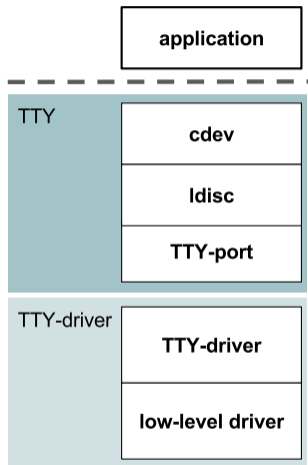 application
TTY
cdev
ldisc
TTY-port
TTY-driver
TTY-driver
low-level driver